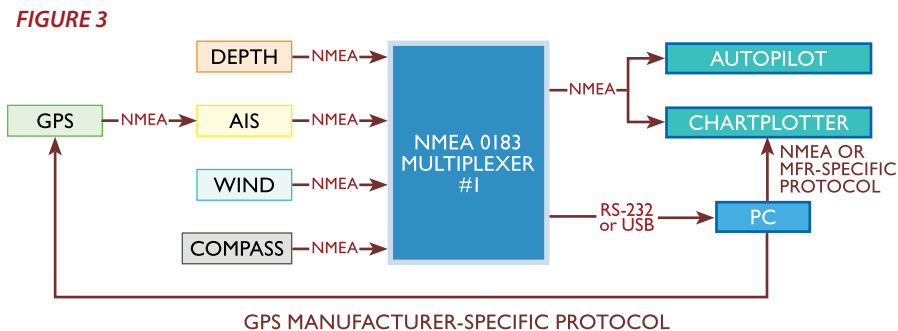 FIGURE 3
DEPTH
NMEA
AUTOPILOT
NMEA
GPS
NMEA
AIS
NMEA
NMEA 0183
MULTIPLEXER
#1
CHARTPLOTTER
NMEA OR
MFR-SPECIFIC
PROTOCOL
WIND
NMEA
RS-232
or USB
PC
COMPASS
NMEA
GPS MANUFACTURER-SPECIFIC PROTOCOL